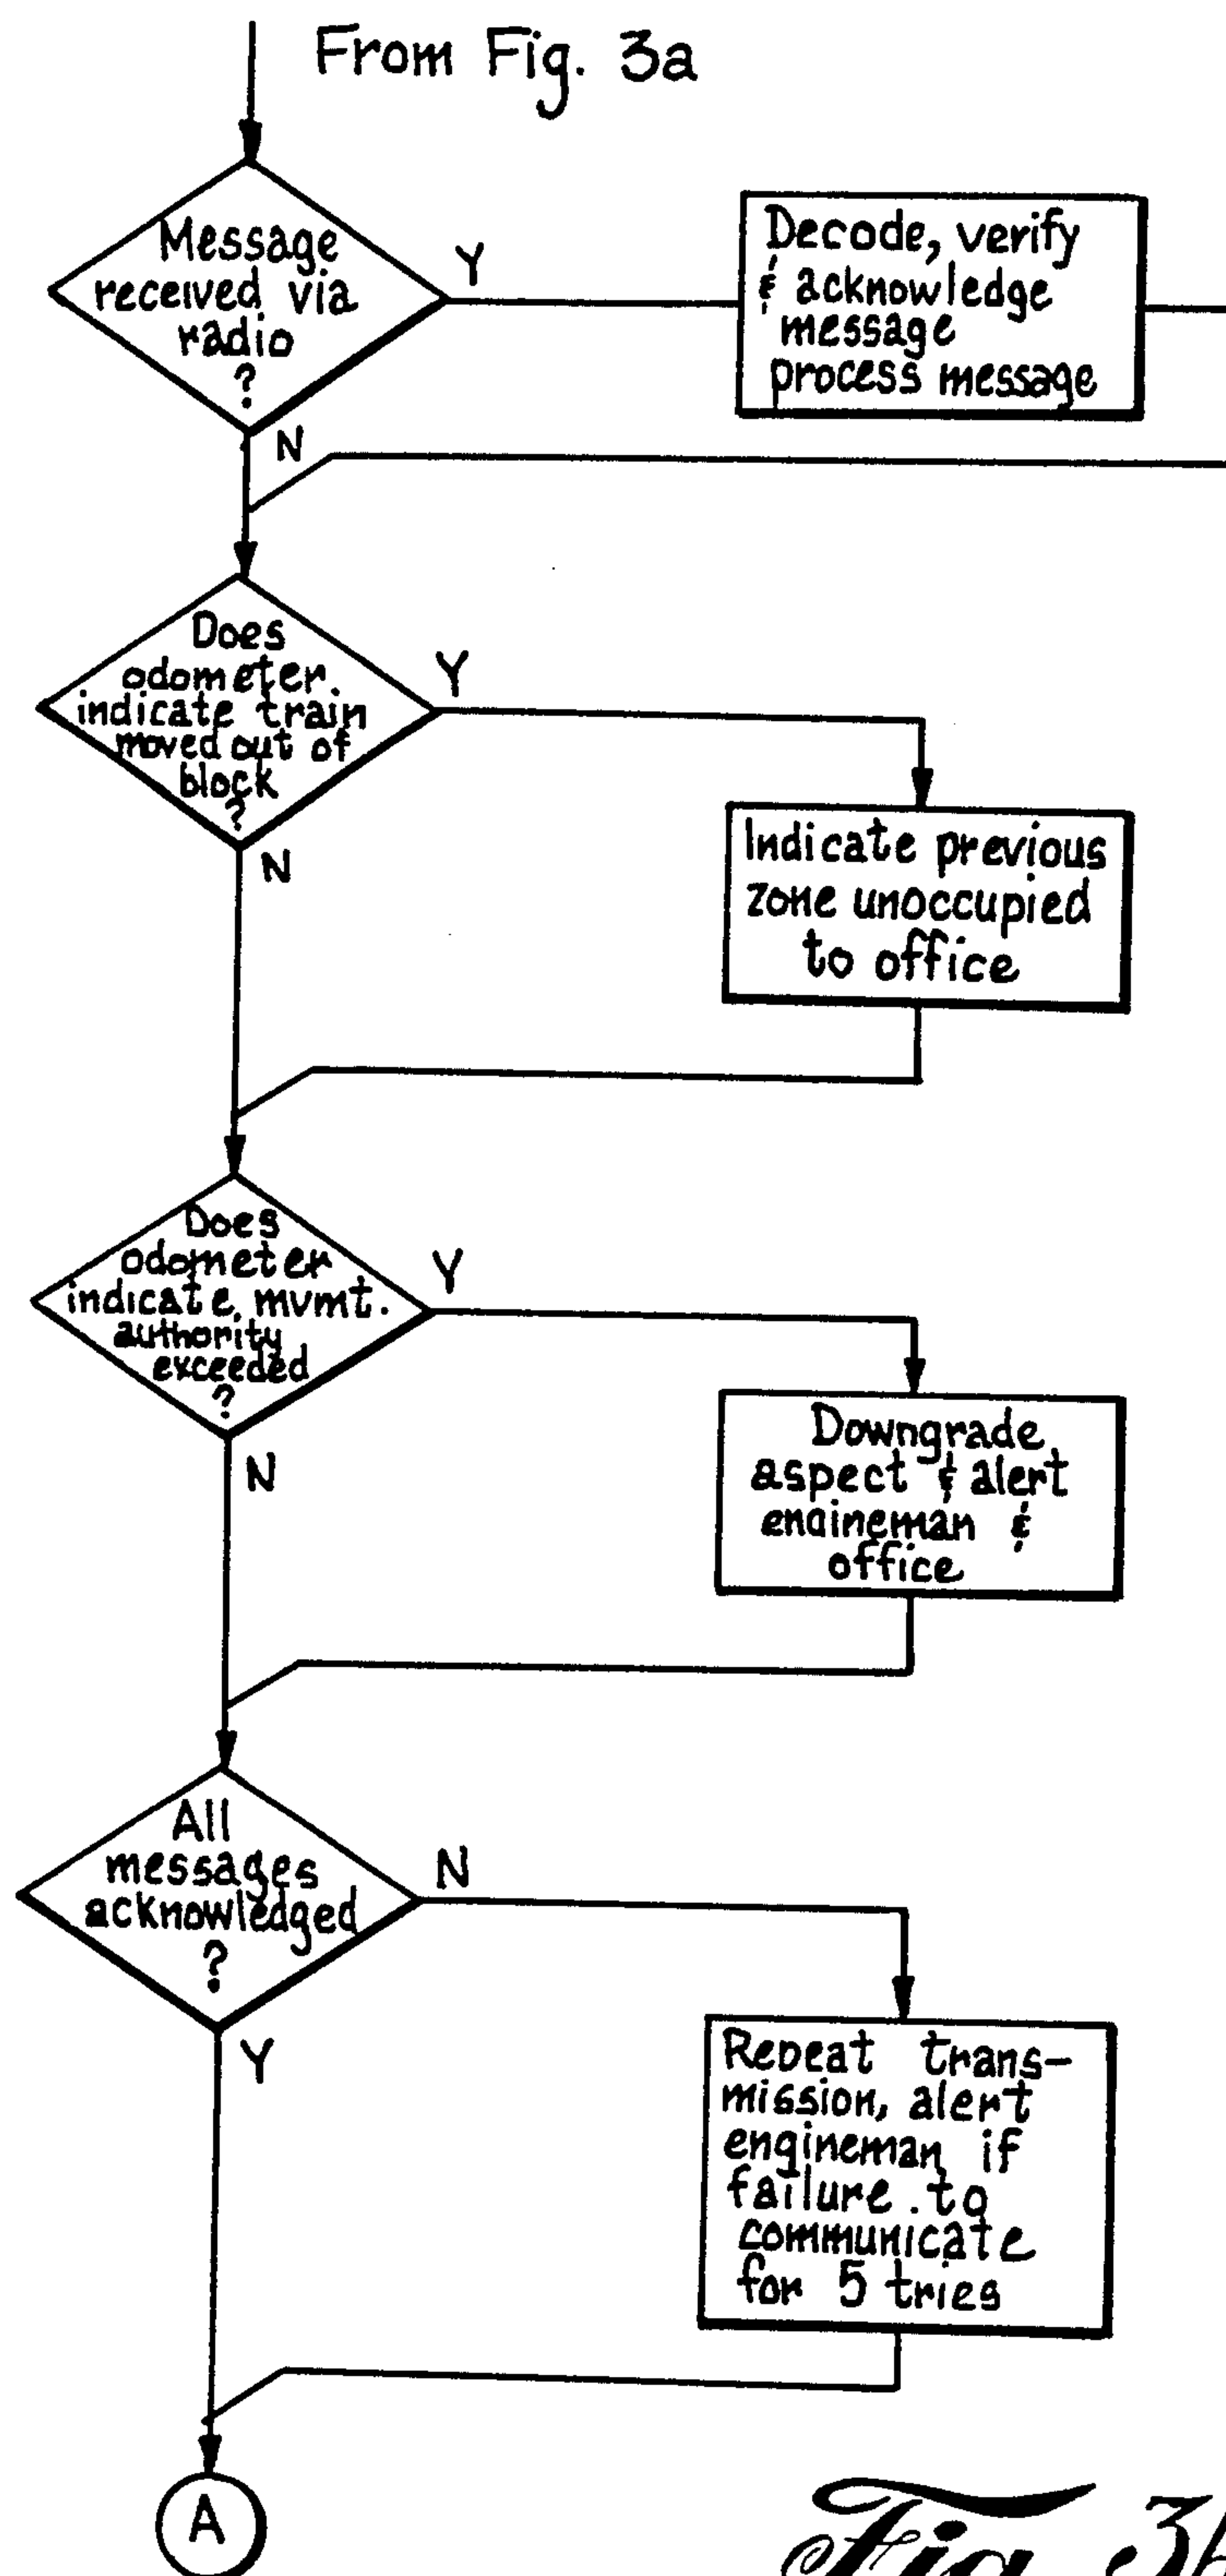 From Fig. 3a
Message
received via
radio
?
Y
N
Decode, verify
& acknowledge
message
process message
Does
odometer
indicate train
moved out of
block
?
Y
N
Indicate previous
zone unoccupied
to office
Does
odometer
indicate mvmt.
authority
exceeded
?
Y
N
Downgrade
aspect & alert
engineman &
office
All
messages
acknowledged
?
N
Y
Repeat trans-
mission, alert
engineman if
failure to
communicate
for 5 tries
A
Fig. 3b